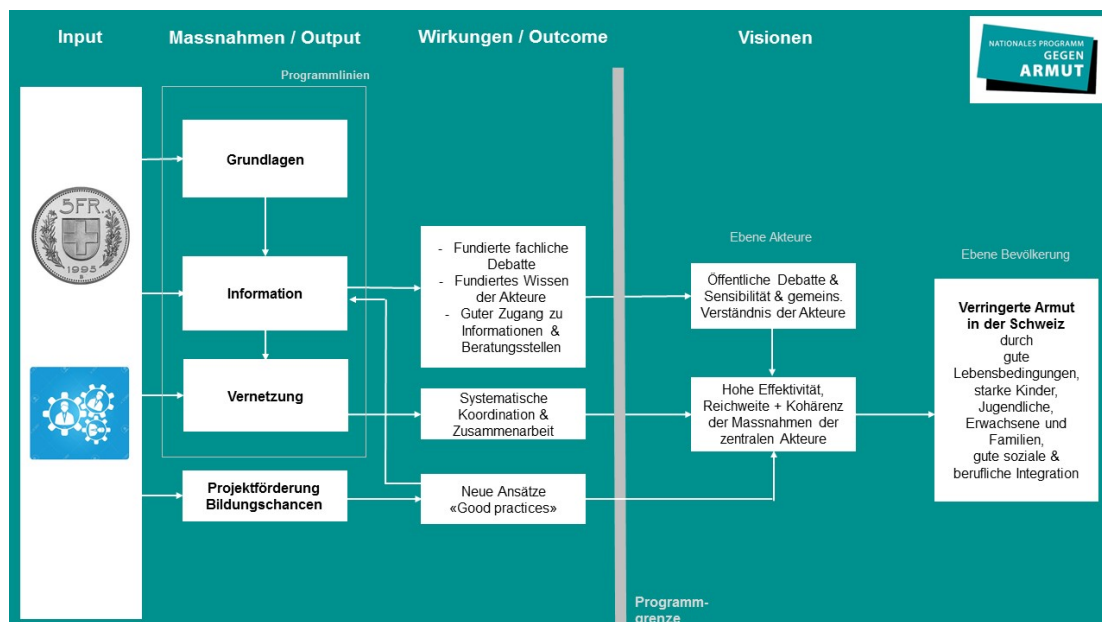 Input
Massnahmen / Output
Wirkungen / Outcome
Visionen
NATIONALES PROGRAMM
GEGEN
ARMUT
Programmlinien
Grundlagen
5FR.
1995
B
Information
Vernetzung
Projektförderung
Bildungschancen
- Fundierte fachliche
Debatte
- Fundiertes Wissen
der Akteure
- Guter Zugang zu
Informationen &
Beratungsstellen
Systematische
Koordination &
Zusammenarbeit
Neue Ansätze
«Good practices»
Programm-
grenze
Ebene Akteure
Öffentliche Debatte &
Sensibilität & gemeins.
Verständnis der Akteure
Hohe Effektivität,
Reichweite + Kohärenz
der Massnahmen der
zentralen Akteure
Ebene Bevölkerung
Verringerte Armut
in der Schweiz
durch
gute
Lebensbedingungen,
starke Kinder,
Jugendliche,
Erwachsene und
Familien,
gute soziale &
berufliche Integration